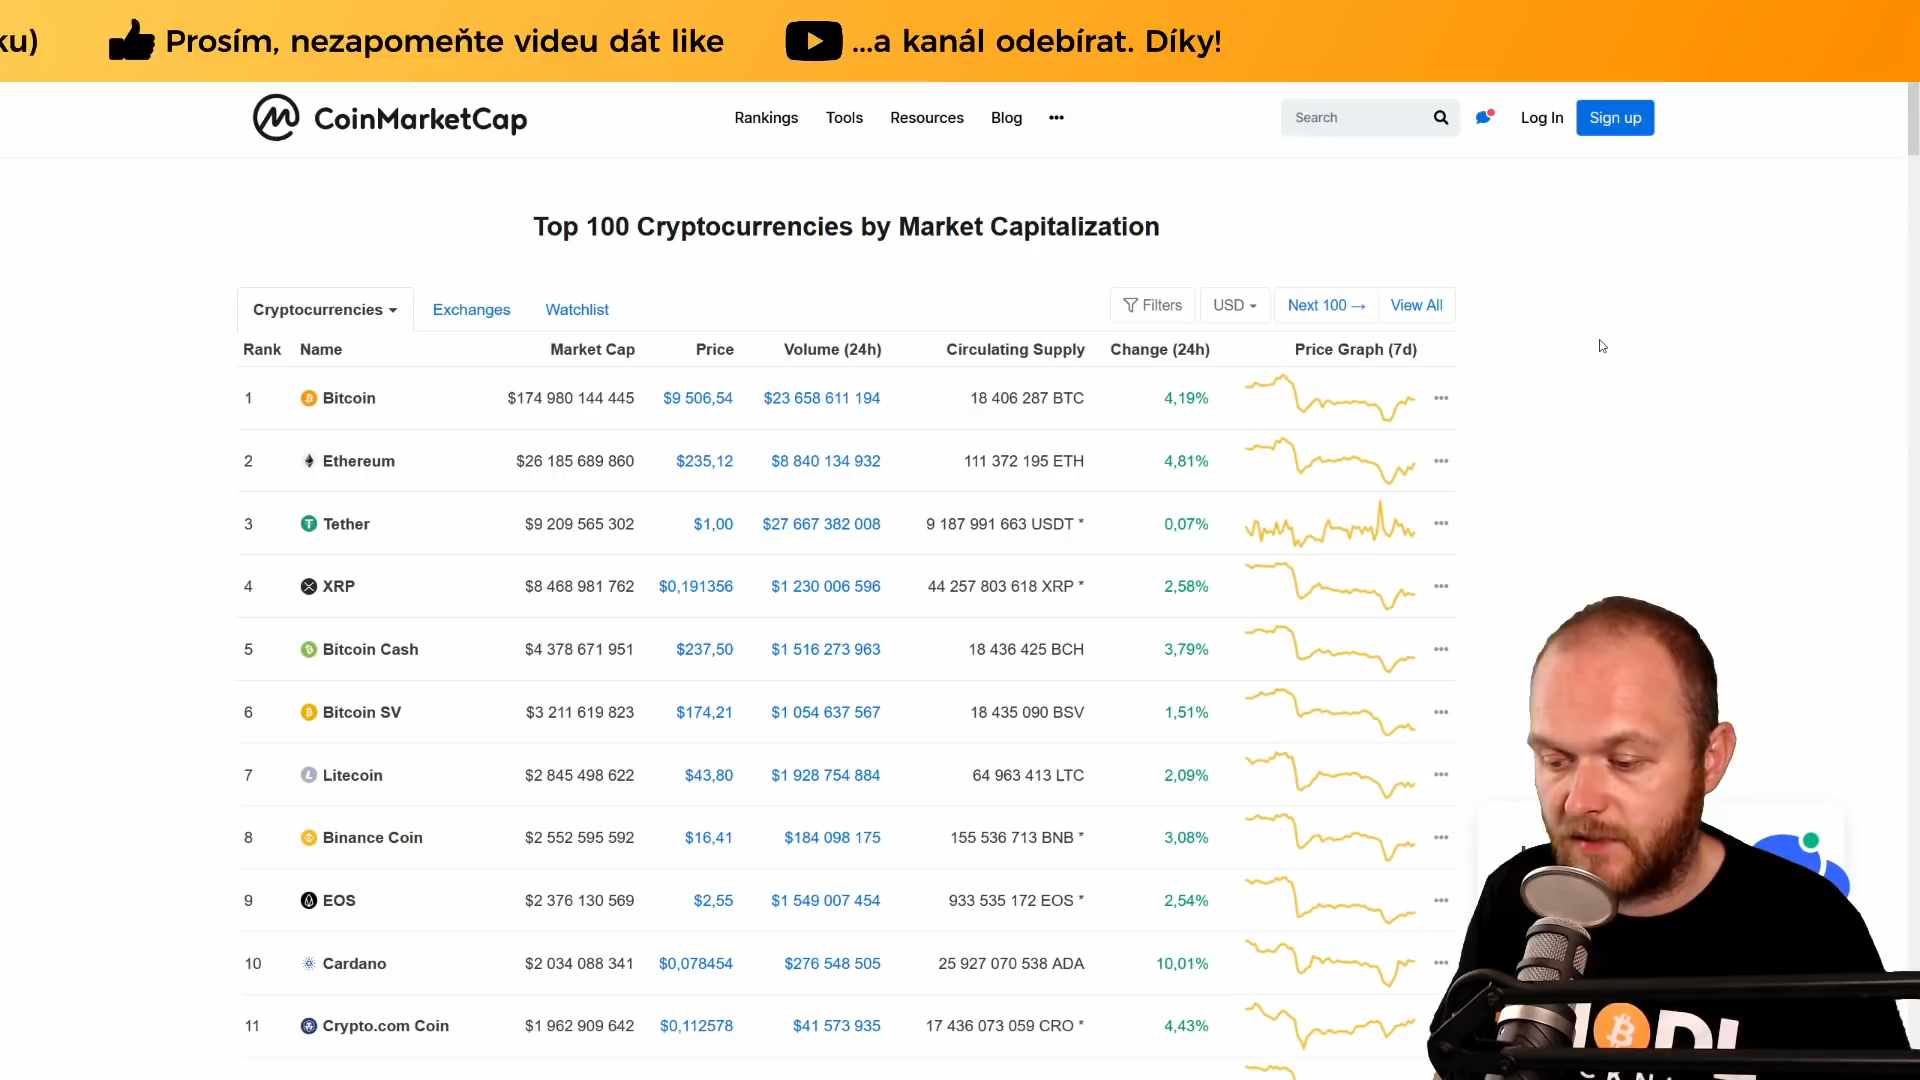 ku) Prosím, nezapomeňte videu dát like ...a kanál odebírat. Díky!
CoinMarketCap Rankings Tools Resources Blog Search Log In Sign up
Top 100 Cryptocurrencies by Market Capitalization
Cryptocurrencies Exchanges Watchlist Filters USD Next 100 → View All
Rank Name Market Cap Price Volume (24h) Circulating Supply Change (24h) Price Graph (7d)
1 Bitcoin $174 980 144 445 $9 506,54 $23 658 611 194 18 406 287 BTC 4,19%
2 Ethereum $26 185 689 860 $235,12 $8 840 134 932 111 372 195 ETH 4,81%
3 Tether $9 209 565 302 $1,00 $27 667 382 008 9 187 991 663 USDT * 0,07%
4 XRP $8 468 981 762 $0,191356 $1 230 006 596 44 257 803 618 XRP * 2,58%
5 Bitcoin Cash $4 378 671 951 $237,50 $1 516 273 963 18 436 425 BCH 3,79%
6 Bitcoin SV $3 211 619 823 $174,21 $1 054 637 567 18 435 090 BSV 1,51%
7 Litecoin $2 845 498 622 $43,80 $1 928 754 884 64 963 413 LTC 2,09%
8 Binance Coin $2 552 595 592 $16,41 $184 098 175 155 536 713 BNB * 3,08%
9 EOS $2 376 130 569 $2,55 $1 549 007 454 933 535 172 EOS * 2,54%
10 Cardano $2 034 088 341 $0,078454 $276 548 505 25 927 070 538 ADA 10,01%
11 Crypto.com Coin $1 962 909 642 $0,112578 $41 573 935 17 436 073 059 CRO * 4,43%